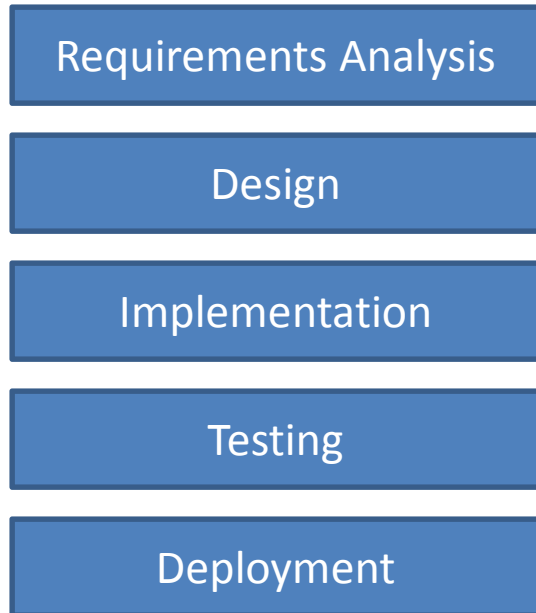 Requirements Analysis
Design
Implementation
Testing
Deployment